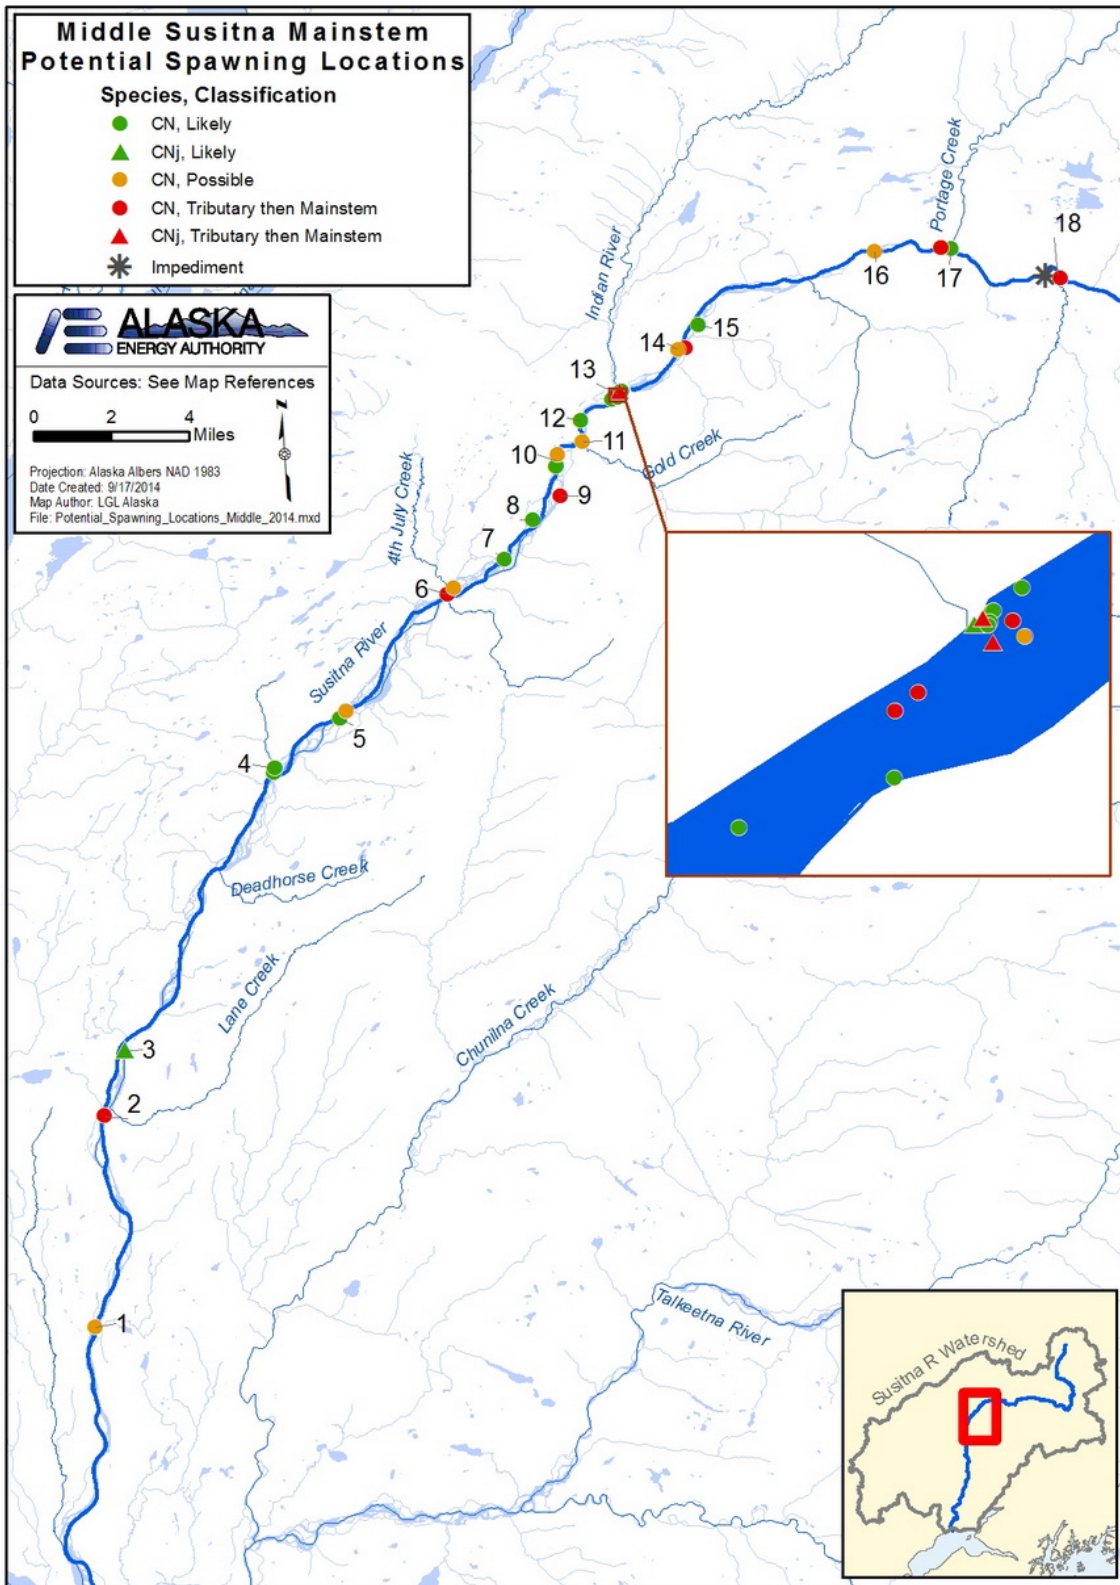 Middle Susitna Mainstem
Potential Spawning Locations
Species, Classification
CN, Likely
CNj, Likely
CN, Possible
CN, Tributary then Mainstem
CNj, Tributary then Mainstem
Impediment
ALASKA
ENERGY AUTHORITY
Data Sources: See Map References
0 2 4
Miles
N
Projection: Alaska Albers NAD 1983
Date Created: 9/17/2014
Map Author: LGL Alaska
File: Potential_Spawning_Locations_Middle_2014.mxd
Portage Creek
18
Indian River
16
17
15
14
13
12
11
10
Gold Creek
9
8
4th July Creek
7
6
Susitna River
5
4
Deadhorse Creek
Lane Creek
Chunilna Creek
3
2
Talkeetna River
1
Susitna R Watershed